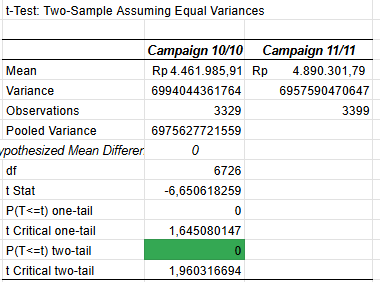 t-Test: Two-Sample Assuming Equal Variances
Campaign 10/10 Campaign 11/11
Mean Rp 4.461.985,91 Rp 4.890.301,79
Variance 6994044361764 6957590470647
Observations 3329 3399
Pooled Variance 6975627721559
ypothesized Mean Differen 0
df 6726
t Stat -6,650618259
P(T<=t) one-tail 0
t Critical one-tail 1,645080147
P(T<=t) two-tail 0
t Critical two-tail 1,960316694